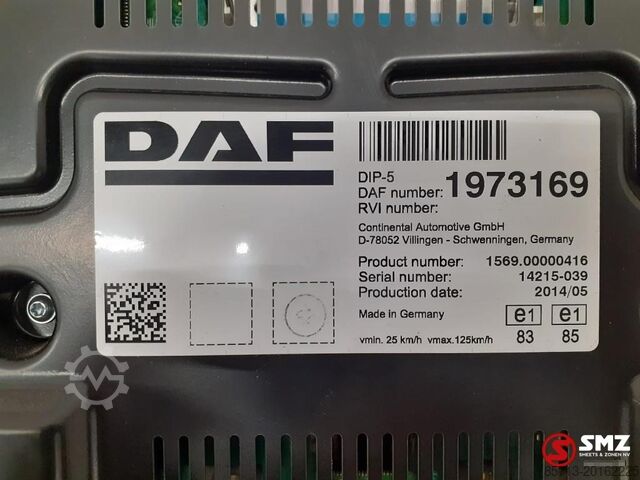 DAF
DIP-5
DAF number: 1973169
RVI number:
Continental Automotive GmbH
D-78052 Villingen - Schwenningen, Germany
Product number: 1569.00000416
Serial number: 14215-039
Production date: 2014/05
Made in Germany
e1 e1
83 85
vmin. 25 km/h vmax.125km/h
SMZ
SHEETS & ZONEN NV